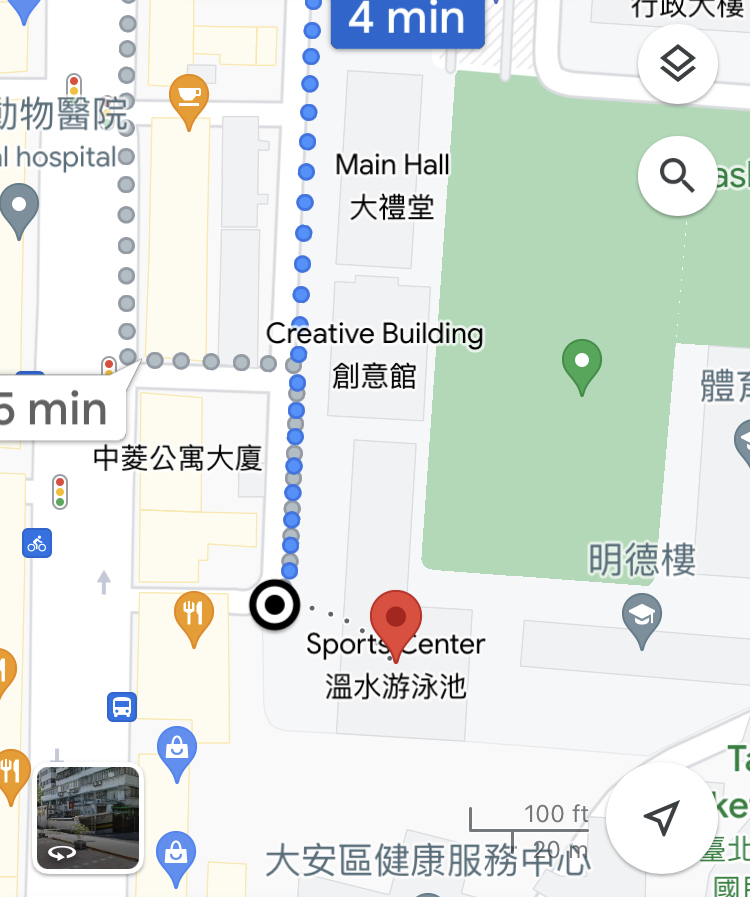 行政大樓
4 min
動物醫院
al hospital
Main Hall
大禮堂
Creative Building
創意館
5 min
中菱公寓大廈
明德樓
Sports Center
溫水游泳池
100 ft
20 m
大安區健康服務中心
臺北